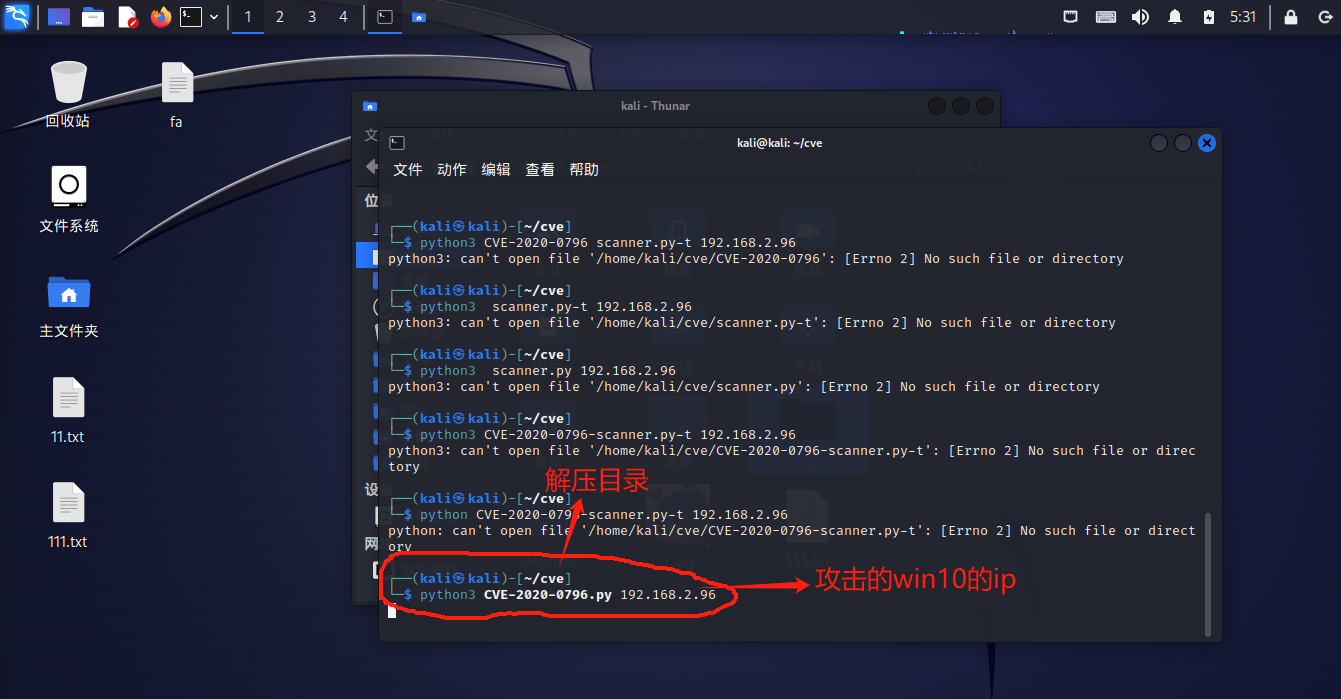 1 2 3 4
5:31
回收站
fa
文件系统
主文件夹
11.txt
111.txt
kali - Thunar
kali@kali: ~/cve
文件 动作 编辑 查看 帮助
┌──(kali㉿kali)-[~/cve]
└─$ python3 CVE-2020-0796 scanner.py-t 192.168.2.96
python3: can't open file '/home/kali/cve/CVE-2020-0796': [Errno 2] No such file or directory
┌──(kali㉿kali)-[~/cve]
└─$ python3  scanner.py-t 192.168.2.96
python3: can't open file '/home/kali/cve/scanner.py-t': [Errno 2] No such file or directory
┌──(kali㉿kali)-[~/cve]
└─$ python3  scanner.py 192.168.2.96
python3: can't open file '/home/kali/cve/scanner.py': [Errno 2] No such file or directory
┌──(kali㉿kali)-[~/cve]
└─$ python3 CVE-2020-0796-scanner.py-t 192.168.2.96
python3: can't open file '/home/kali/cve/CVE-2020-0796-scanner.py-t': [Errno 2] No such file or direc
tory
解压目录
┌──(kali㉿kali)-[~/cve]
└─$ python CVE-2020-0796-scanner.py-t 192.168.2.96
python: can't open file '/home/kali/cve/CVE-2020-0796-scanner.py-t': [Errno 2] No such file or direct
ory
┌──(kali㉿kali)-[~/cve]
└─$ python3 CVE-2020-0796.py 192.168.2.96
攻击的win10的ip